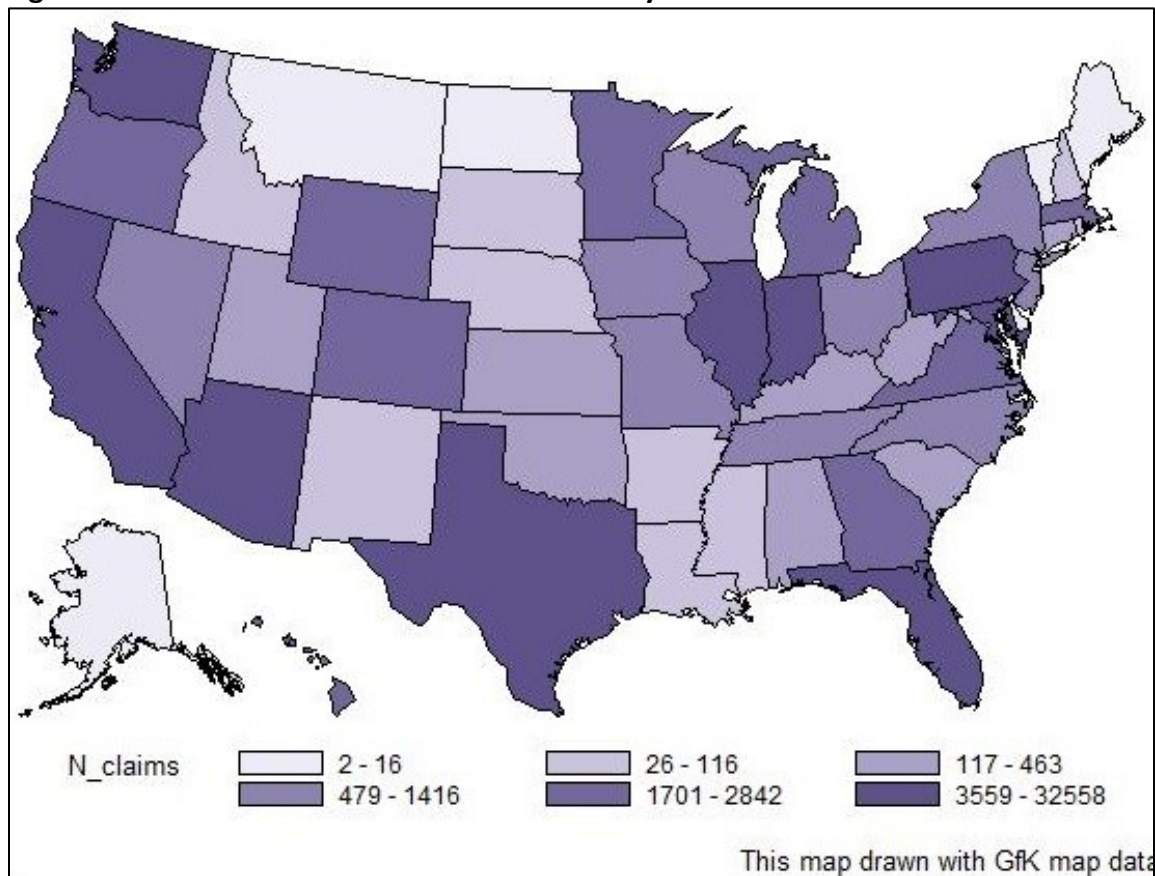 N_claims
2 - 16
26 - 116
117 - 463
479 - 1416
1701 - 2842
3559 - 32558
This map drawn with GfK map data